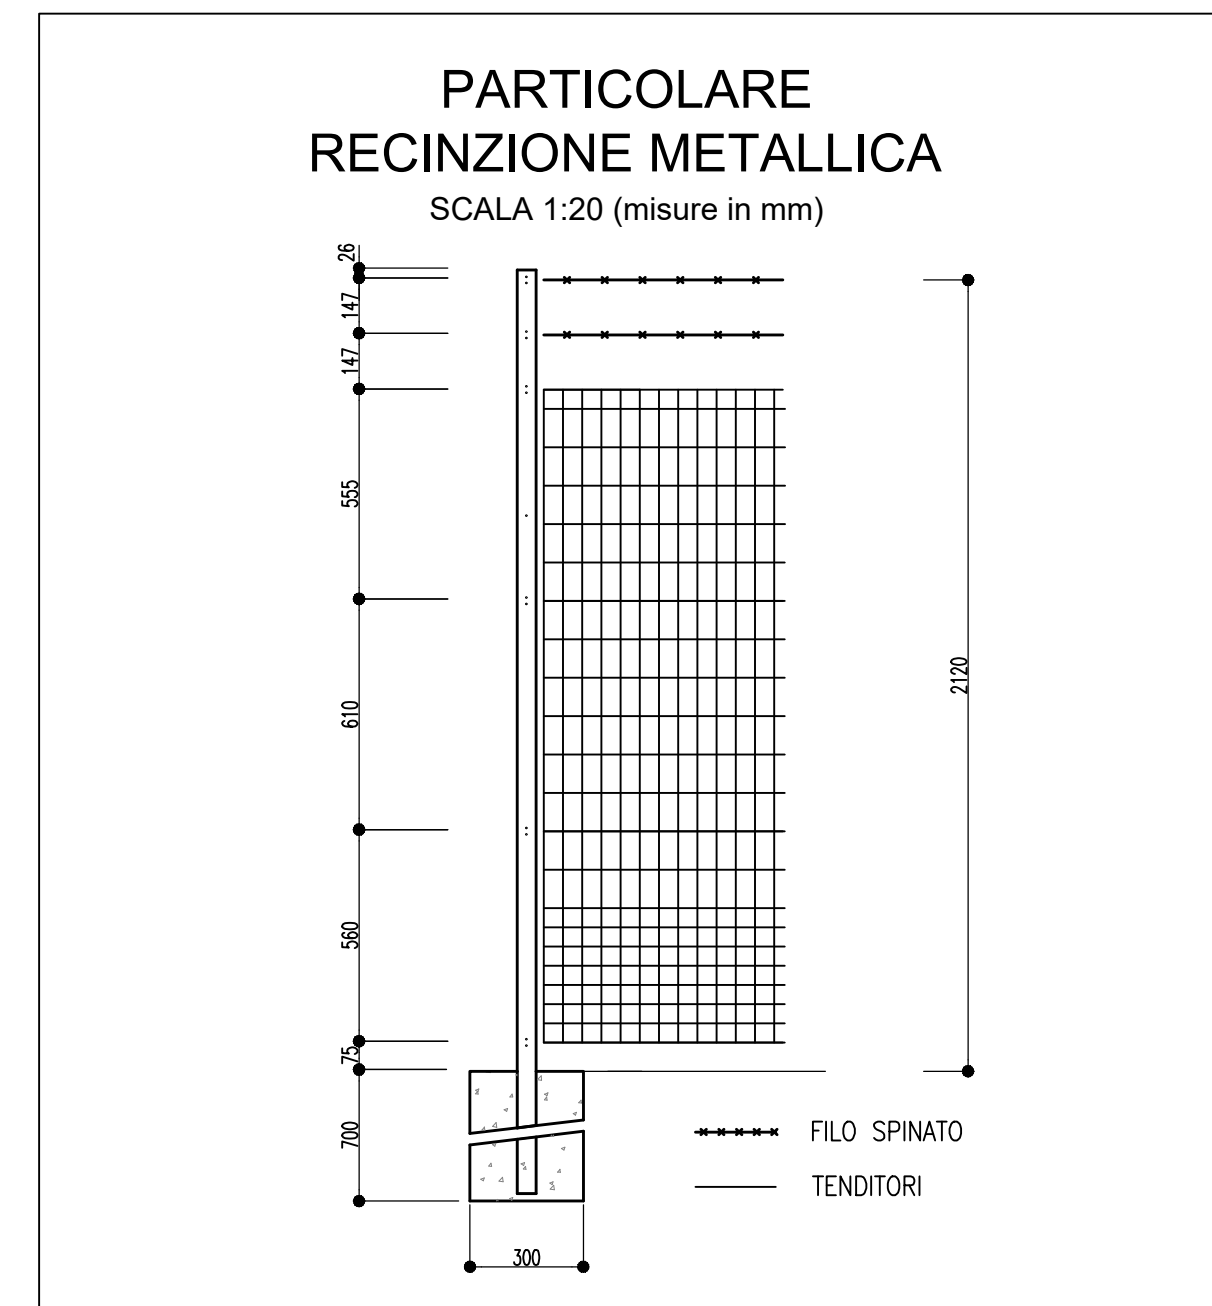 PARTICOLARE
RECINZIONE METALLICA
SCALA 1:20 (misure in mm)
26
147
147
555
610
2120
560
75
700
FILO SPINATO
TENDITORI
300